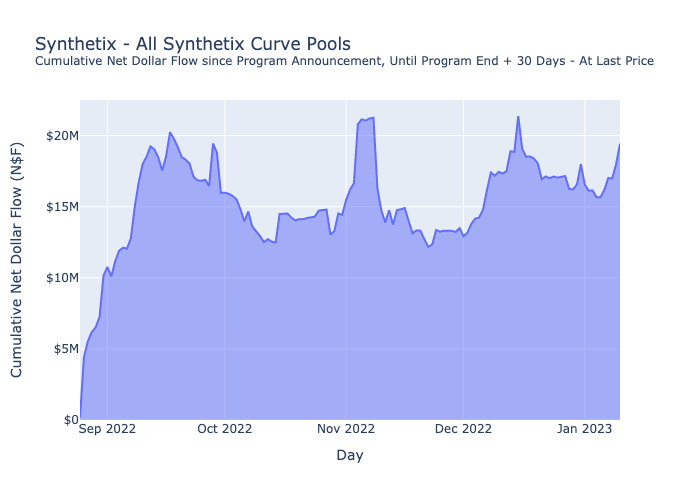 Synthetix - All Synthetix Curve Pools
Cumulative Net Dollar Flow since Program Announcement, Until Program End + 30 Days - At Last Price
Cumulative Net Dollar Flow (N$F)
$20M
$15M
$10M
$5M
$0
Sep 2022 Oct 2022 Nov 2022 Dec 2022 Jan 2023
Day